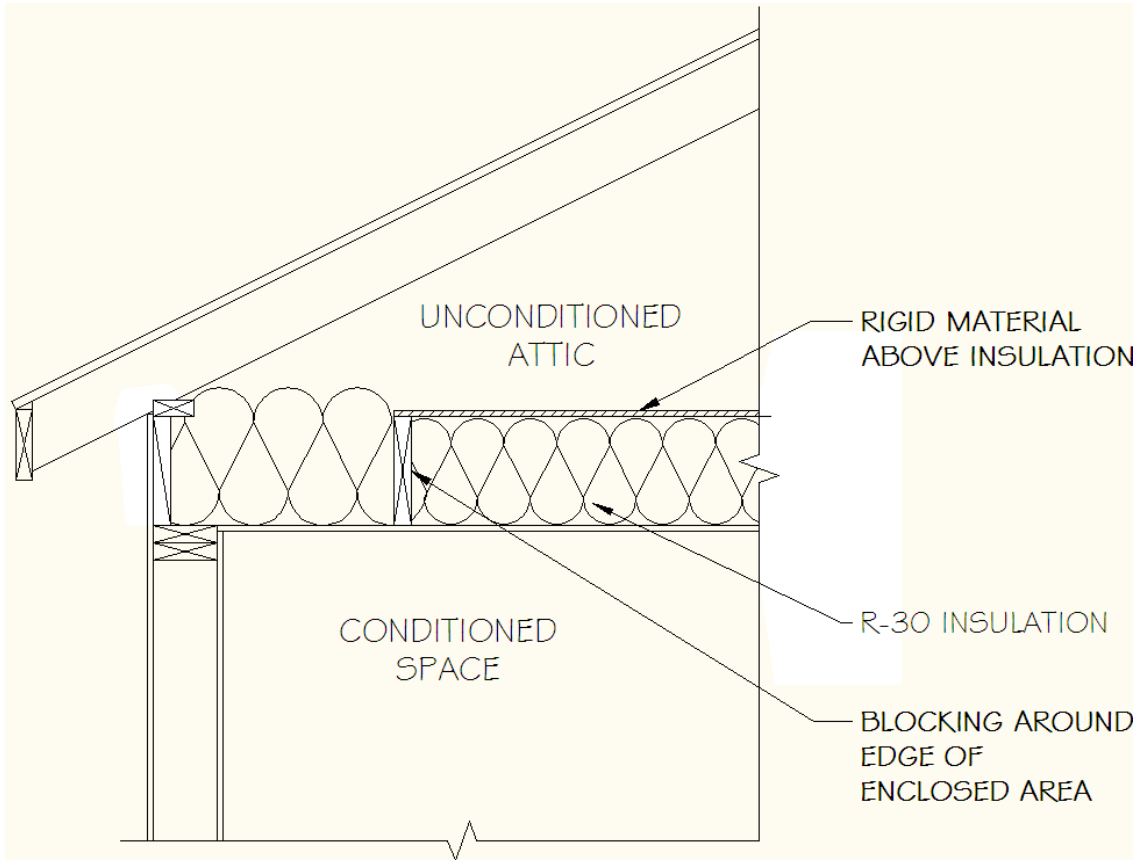 UNCONDITIONED
ATTIC
RIGID MATERIAL
ABOVE INSULATION
CONDITIONED
SPACE
R-30 INSULATION
BLOCKING AROUND
EDGE OF
ENCLOSED AREA